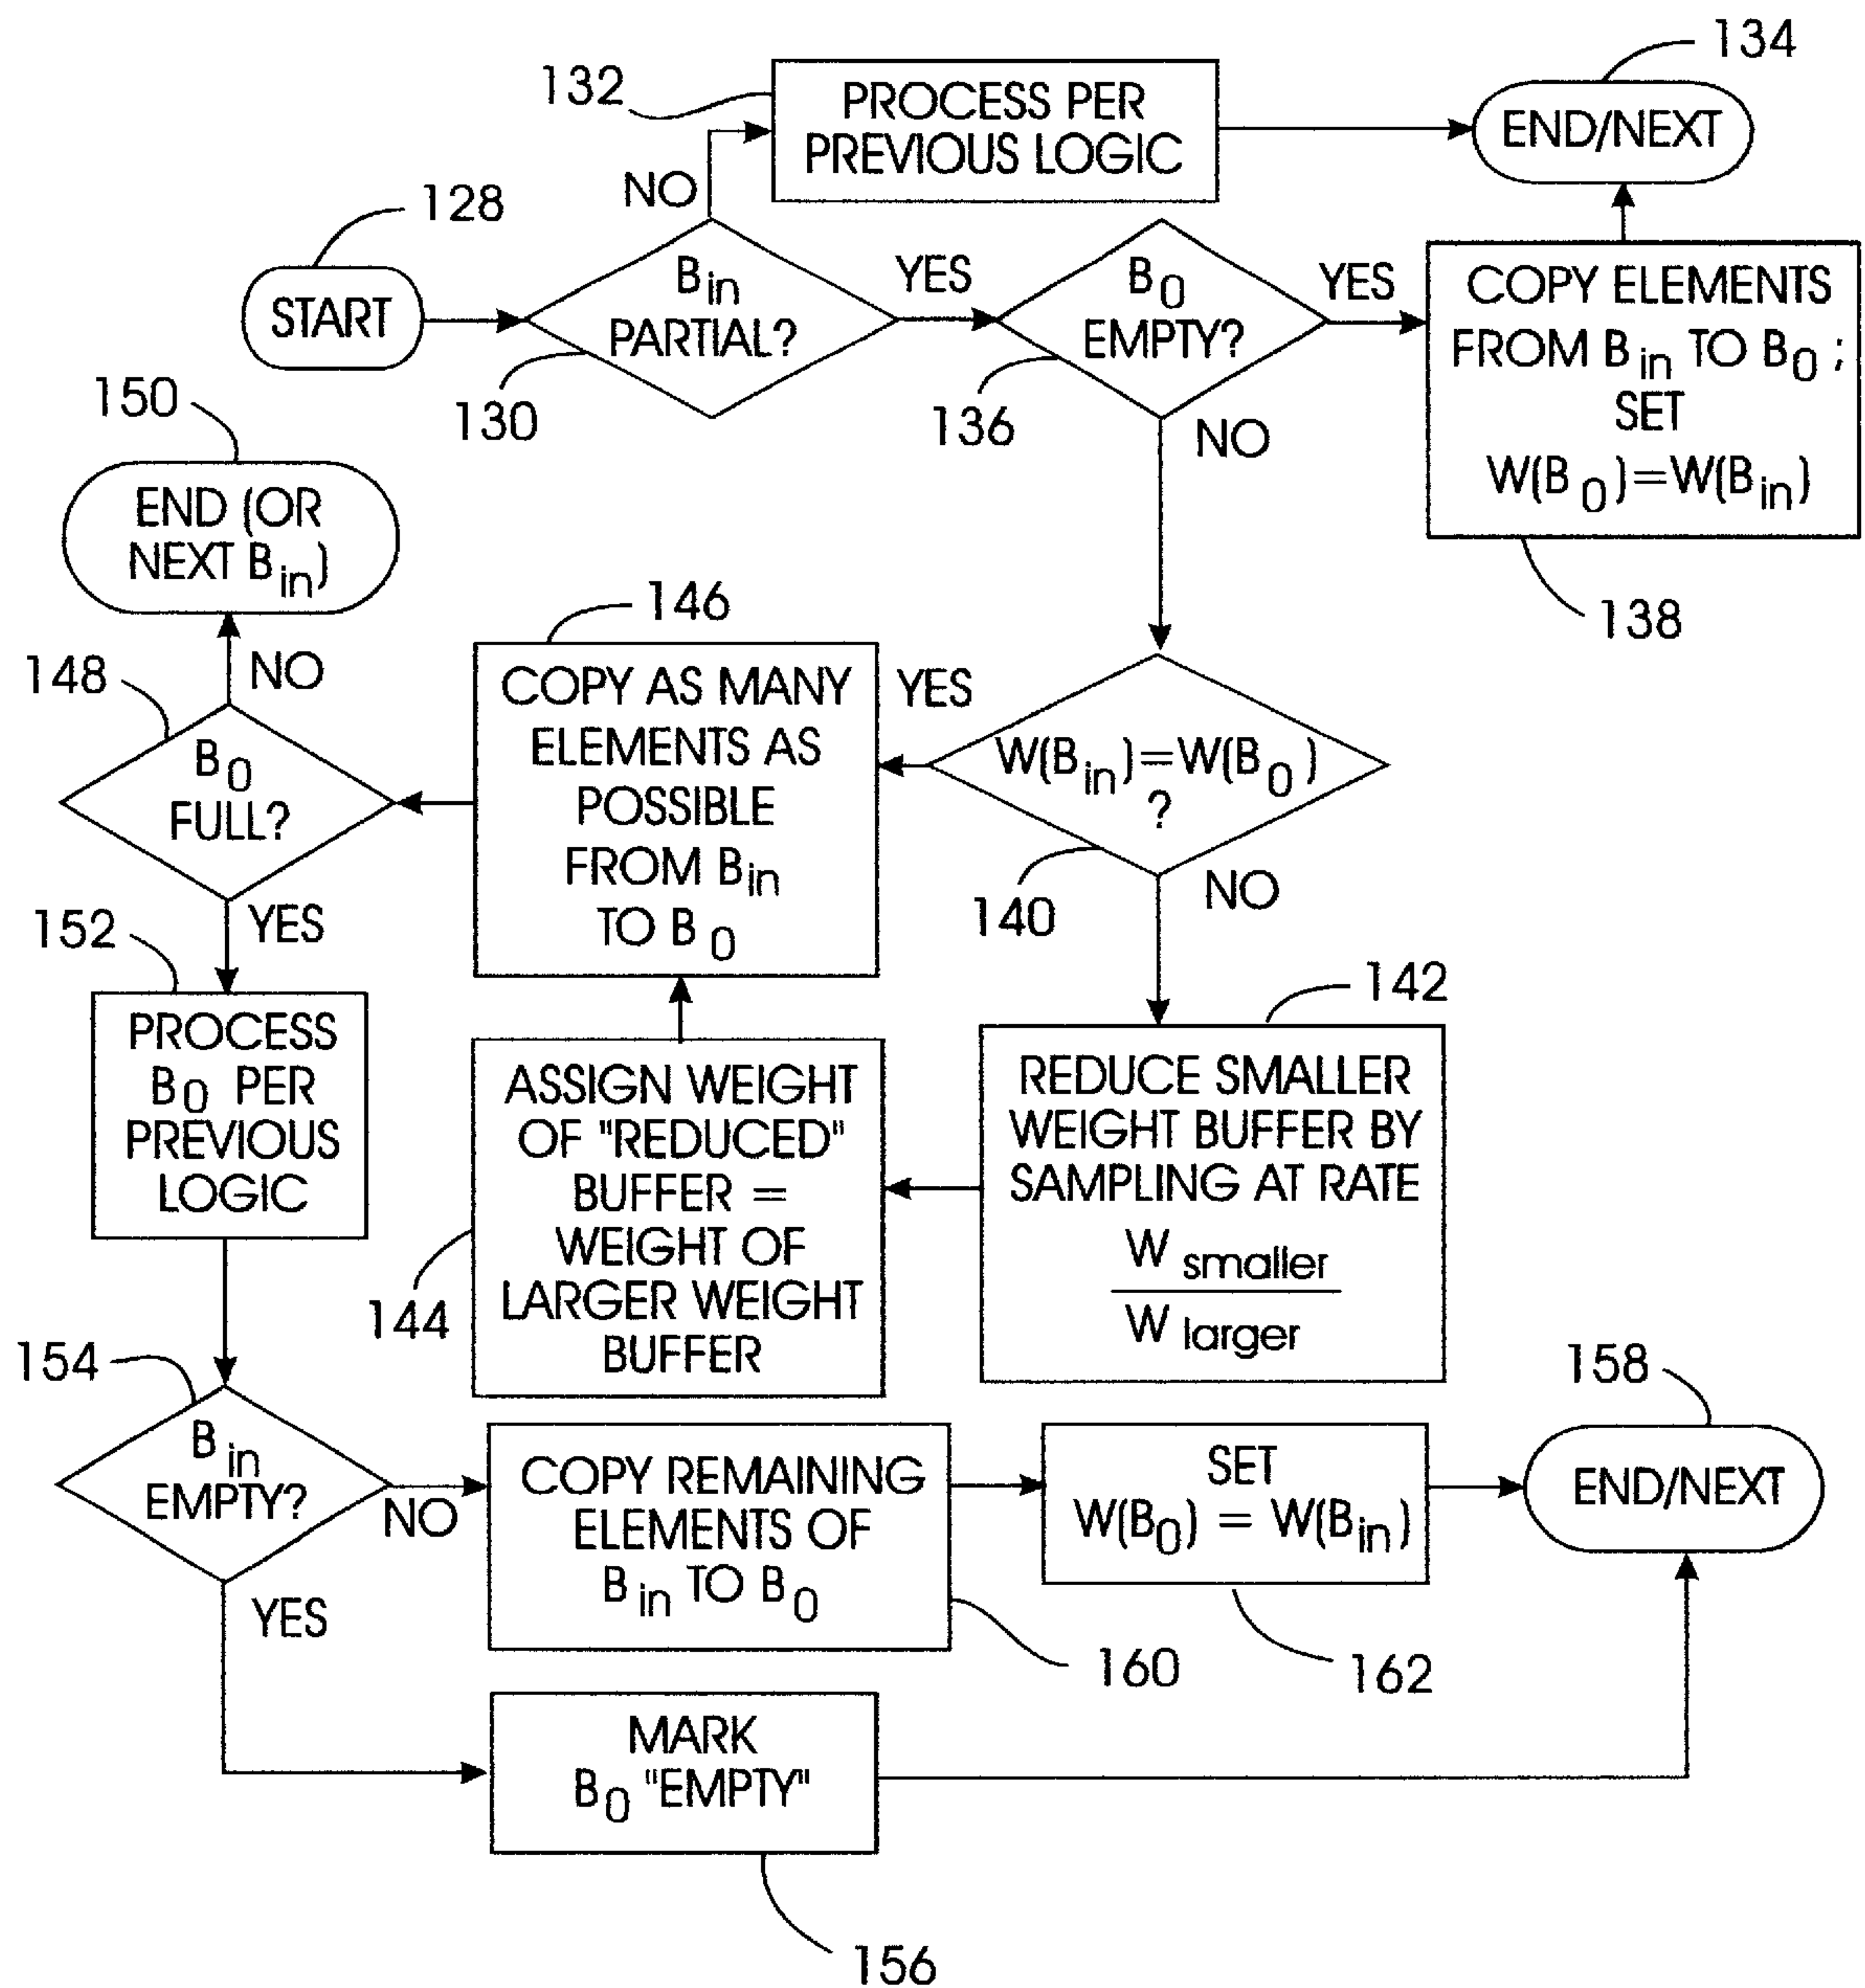 134
132
PROCESS PER
PREVIOUS LOGIC
END/NEXT
NO
128
START
B in
PARTIAL?
130
YES
B 0
EMPTY?
136
YES
COPY ELEMENTS
FROM B in TO B 0 ;
SET
W(B 0)=W(B in)
138
NO
150
END (OR
NEXT B in)
NO
148
B 0
FULL?
146
COPY AS MANY
ELEMENTS AS
POSSIBLE
FROM B in
TO B 0
YES
W(B in)=W(B 0)
?
140
NO
YES
152
PROCESS
B 0 PER
PREVIOUS
LOGIC
ASSIGN WEIGHT
OF "REDUCED"
BUFFER =
WEIGHT OF
LARGER WEIGHT
BUFFER
144
142
REDUCE SMALLER
WEIGHT BUFFER BY
SAMPLING AT RATE
W smaller
W larger
154
B in
EMPTY?
NO
COPY REMAINING
ELEMENTS OF
B in TO B 0
160
SET
W(B 0) = W(B in)
162
158
END/NEXT
YES
MARK
B 0 "EMPTY"
156